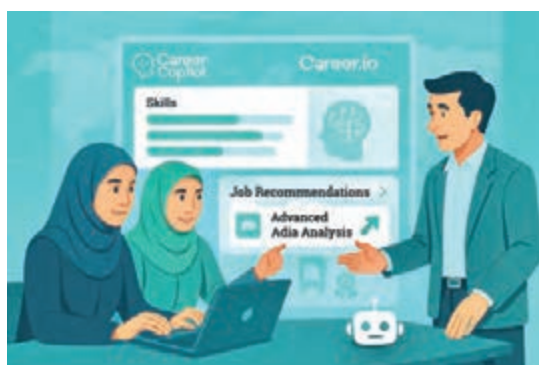 Career
Copilot
Career.io
Skills
Job Recommendations >
Advanced
Adia Analysis